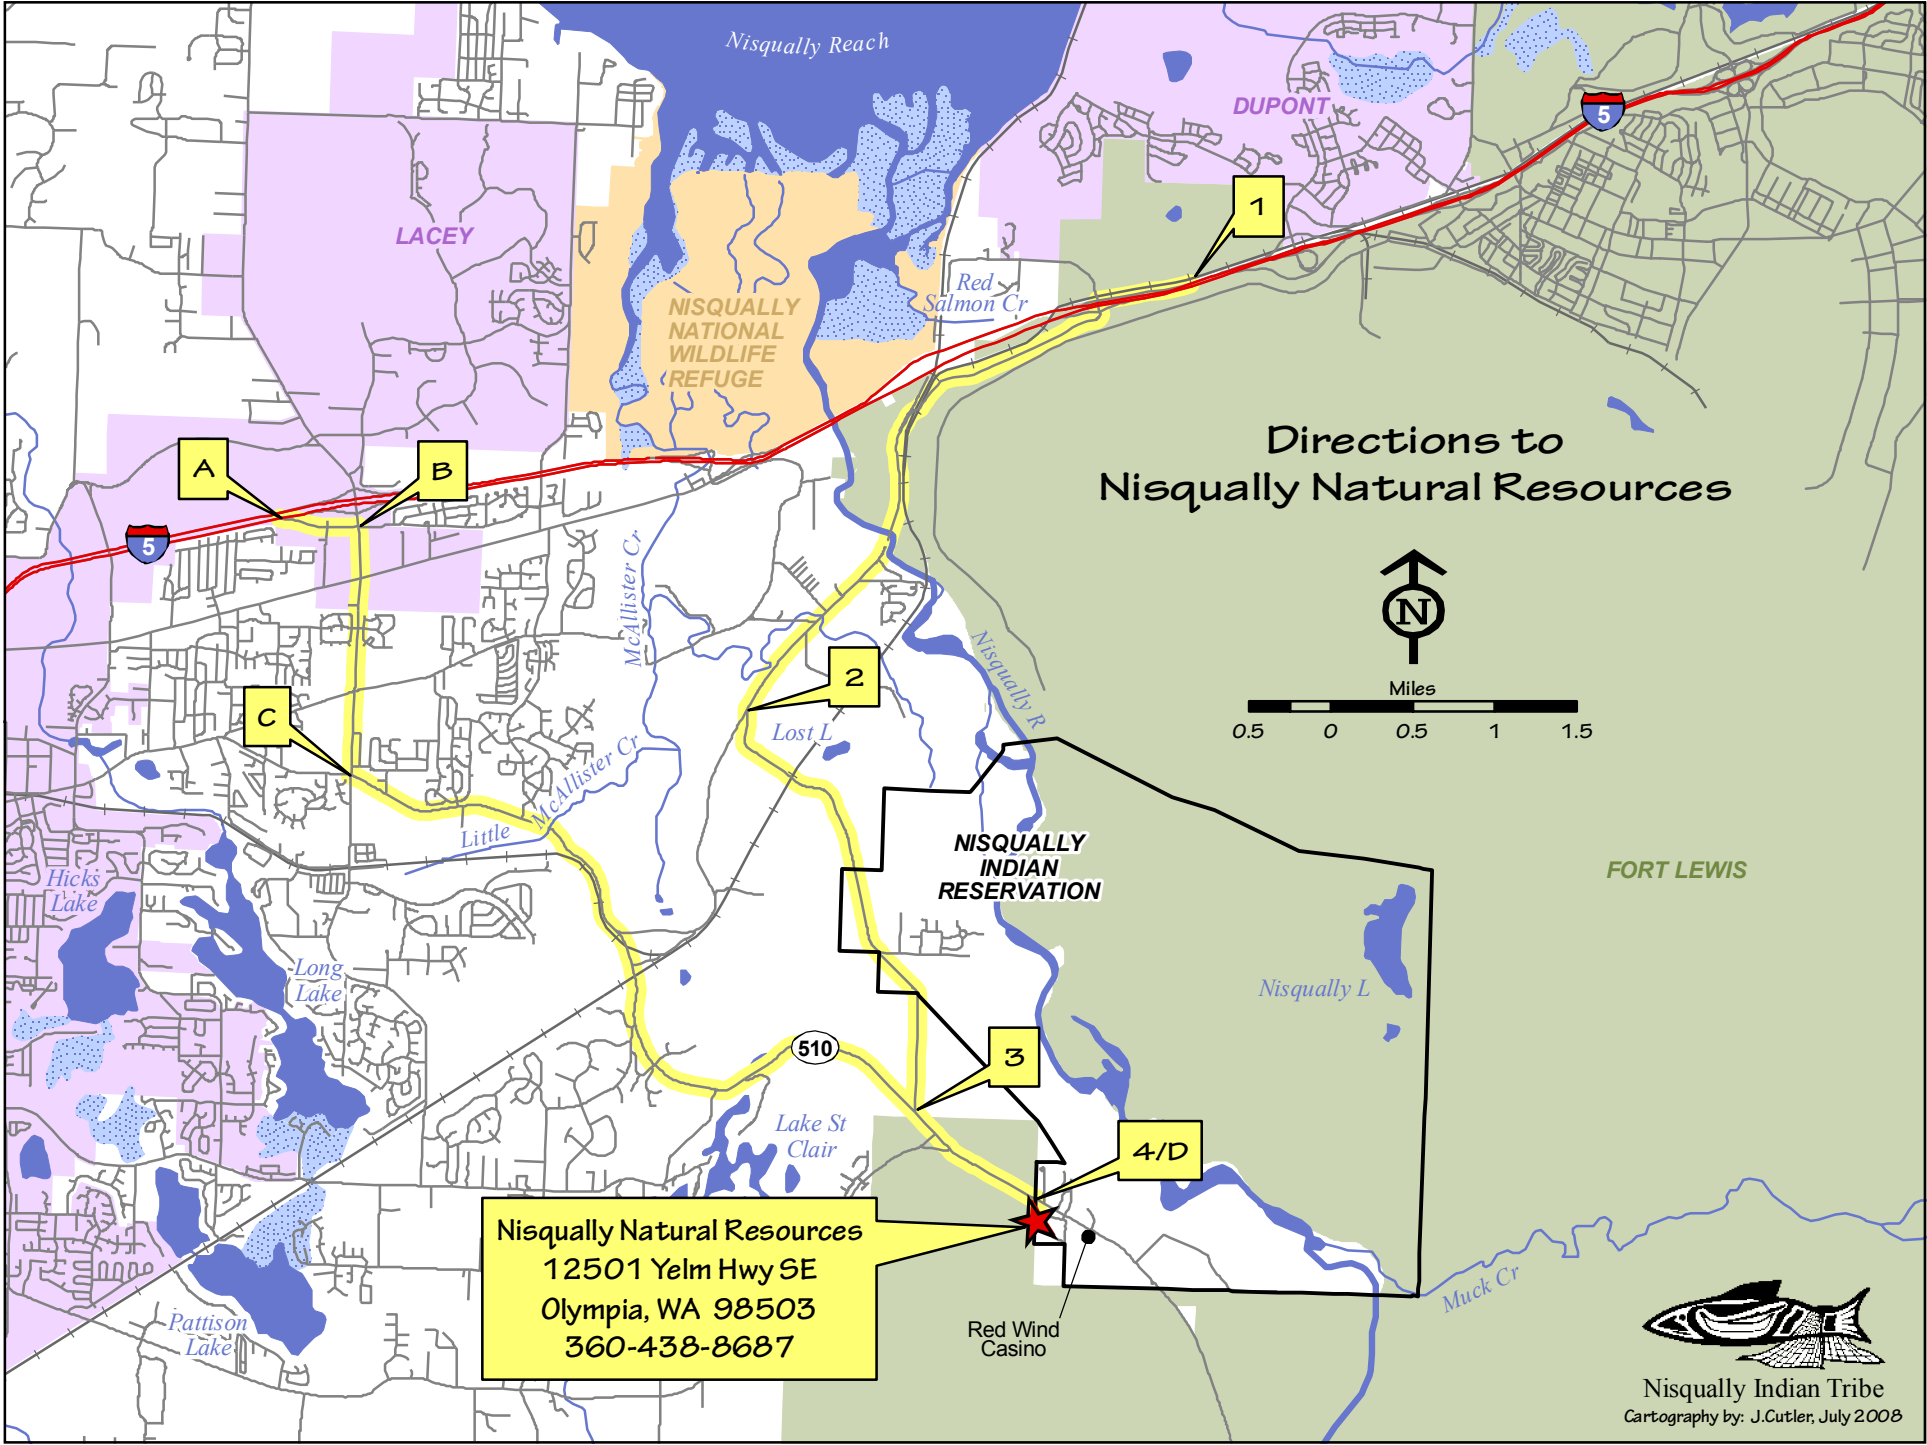 Nisqually Reach
DUPONT
5
1
LACEY
Red
Salmon Cr
NISQUALLY
NATIONAL
WILDLIFE
REFUGE
A
B
5
Directions to
Nisqually Natural Resources
N
Miles
0.5 0 0.5 1 1.5
McAllister Cr
Nisqually R
2
C
Lost L
Little McAllister Cr
NISQUALLY
INDIAN
RESERVATION
FORT LEWIS
Hicks
Lake
Long
Lake
Nisqually L
510
3
Lake St
Clair
4/D
Nisqually Natural Resources
12501 Yelm Hwy SE
Olympia, WA 98503
360-438-8687
Muck Cr
Pattison
Lake
Red Wind
Casino
Nisqually Indian Tribe
Cartography by: J.Cutler, July 2008